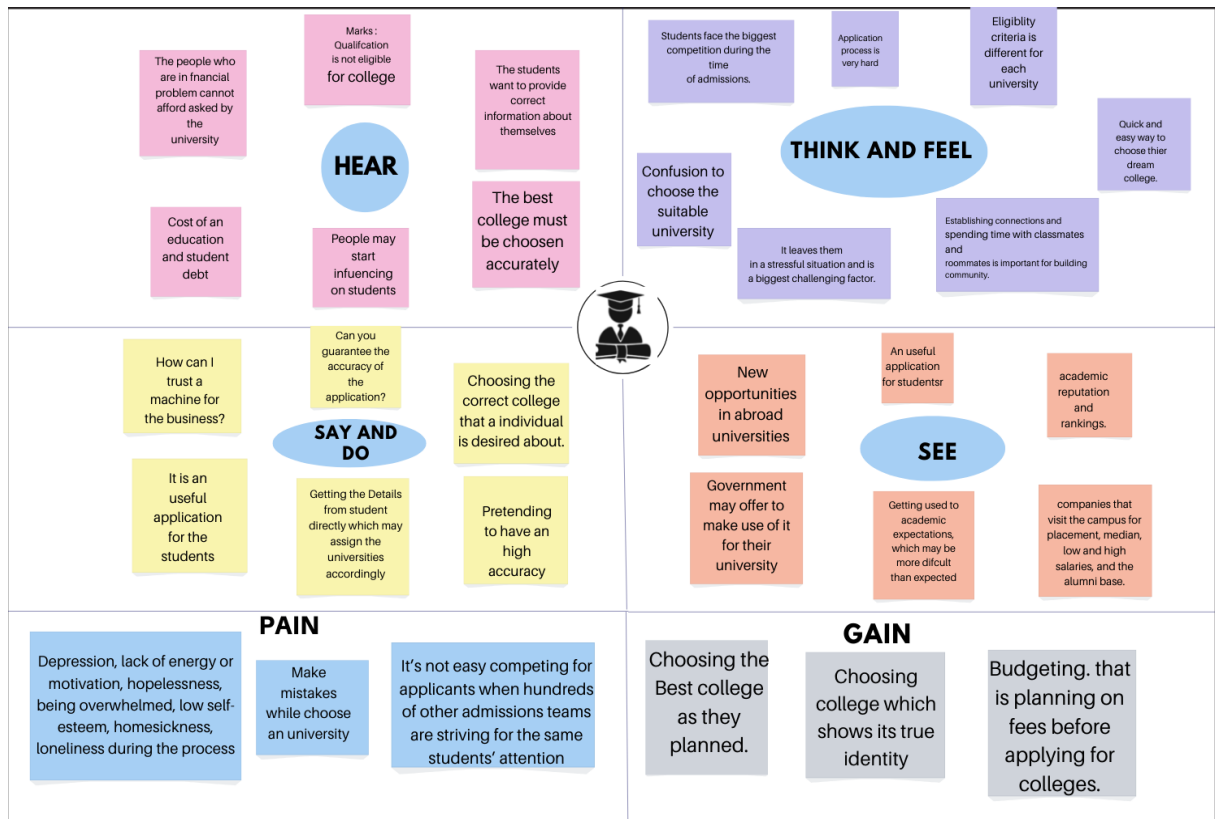 Marks :
Qualifcation
is not eligible
for college
The people who
are in fnancial
problem cannot
afford asked by
the
university
The students
want to provide
correct
information about
themselves
HEAR
Cost of an
education
and student
debt
People may
start
infuencing
on students
The best
college must
be choosen
accurately
Students face the biggest
competition during the
time
of admissions.
Application
process is
very hard
Eligiblity
criteria is
different for
each
university
THINK AND FEEL
Quick and
easy way to
choose thier
dream
college.
Confusion to
choose the
suitable
university
It leaves them
in a stressful situation and is
a biggest challenging factor.
Establishing connections and
spending time with classmates
and
roommates is important for building
community.
How can I
trust a
machine for
the business?
Can you
guarantee the
accuracy of
the
application?
Choosing the
correct college
that a individual
is desired about.
SAY AND
DO
It is an
useful
application
for the
students
Getting the Details
from student
directly which may
assign the
universities
accordingly
Pretending
to have an
high
accuracy
New
opportunities
in abroad
universities
An useful
application
for studentsr
academic
reputation
and
rankings.
SEE
Government
may offer to
make use of it
for their
university
Getting used to
academic
expectations,
which may be
more difcult
than expected
companies that
visit the campus for
placement, median,
low and high
salaries, and the
alumni base.
PAIN
Depression, lack of energy or
motivation, hopelessness,
being overwhelmed, low self-
esteem, homesickness,
loneliness during the process
Make
mistakes
while choose
an university
It's not easy competing for
applicants when hundreds
of other admissions teams
are striving for the same
students' attention
GAIN
Choosing the
Best college
as they
planned.
Choosing
college which
shows its true
identity
Budgeting. that
is planning on
fees before
applying for
colleges.